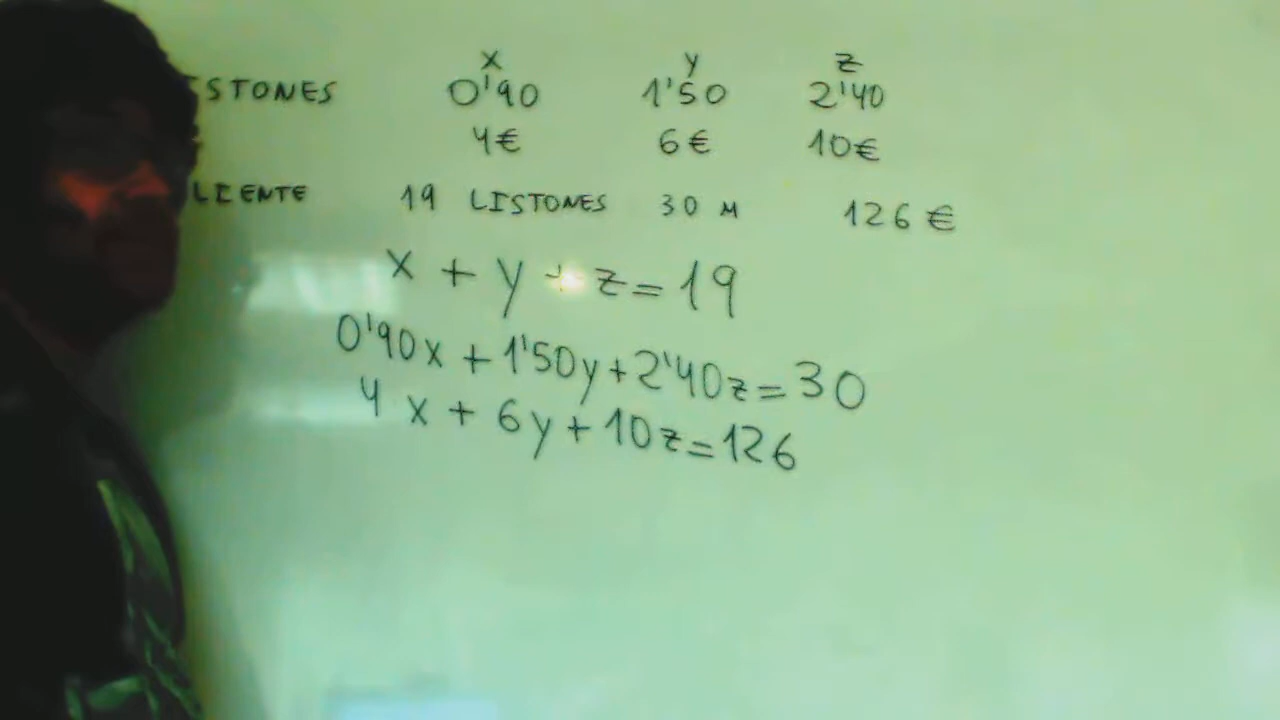 x y z
STONES 0'90 1'50 2'40
4€ 6€ 10€
LIENTE 19 LISTONES 30 M 126 €
x + y + z = 19
0'90x + 1'50y + 2'40z = 30
4 x + 6y + 10z = 126